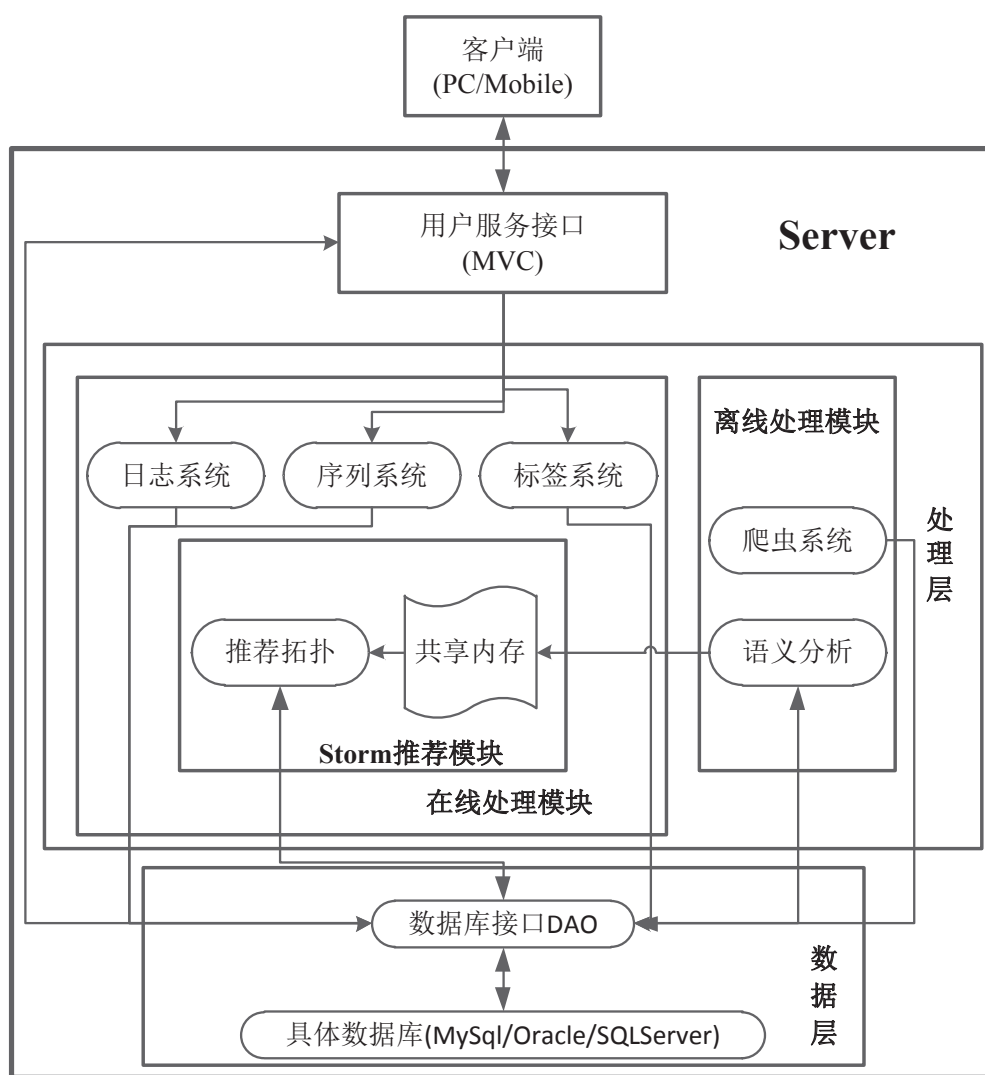 客户端
(PC/Mobile)
用户服务接口
(MVC)
Server
离线处理模块
日志系统
序列系统
标签系统
爬虫系统
处理层
推荐拓扑
共享内存
语义分析
Storm推荐模块
在线处理模块
数据库接口DAO
数据层
具体数据库(MySql/Oracle/SQLServer)